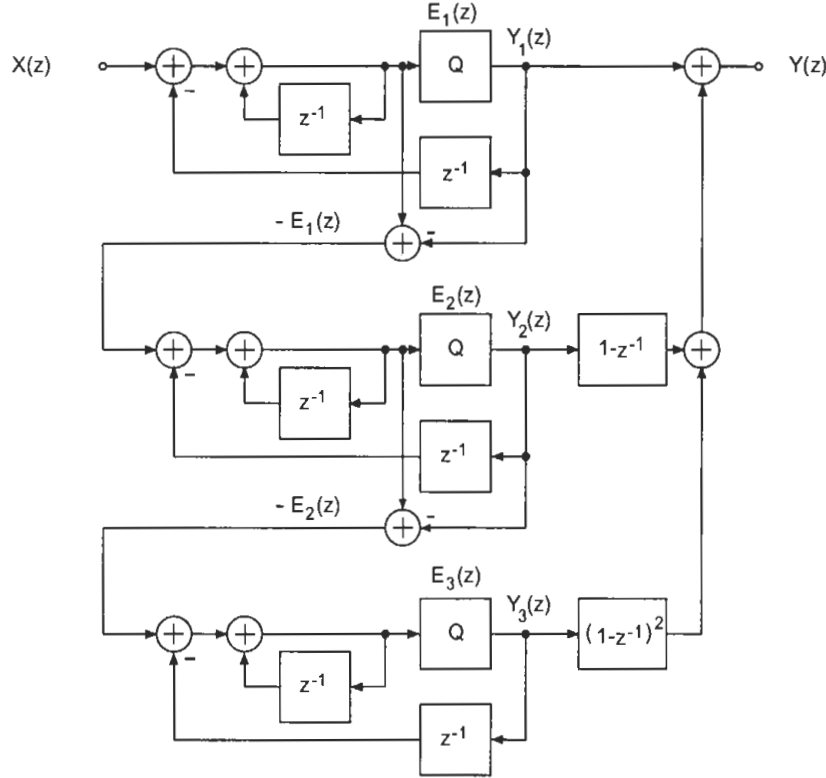 E₁(z)
X(z)
Q
Y₁(z)
Y(z)
-
z⁻¹
z⁻¹
- E₁(z)
-
E₂(z)
Q
Y₂(z)
1-z⁻¹
-
z⁻¹
z⁻¹
- E₂(z)
-
E₃(z)
Q
Y₃(z)
(1-z⁻¹)²
-
z⁻¹
z⁻¹